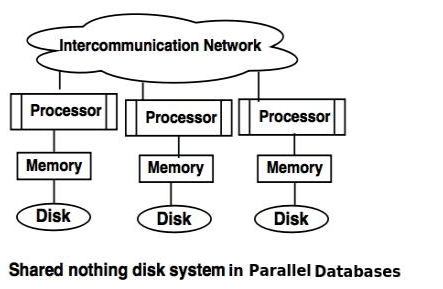 Intercommunication Network
Processor Processor Processor
Memory Memory Memory
Disk Disk Disk
Shared nothing disk system in Parallel Databases